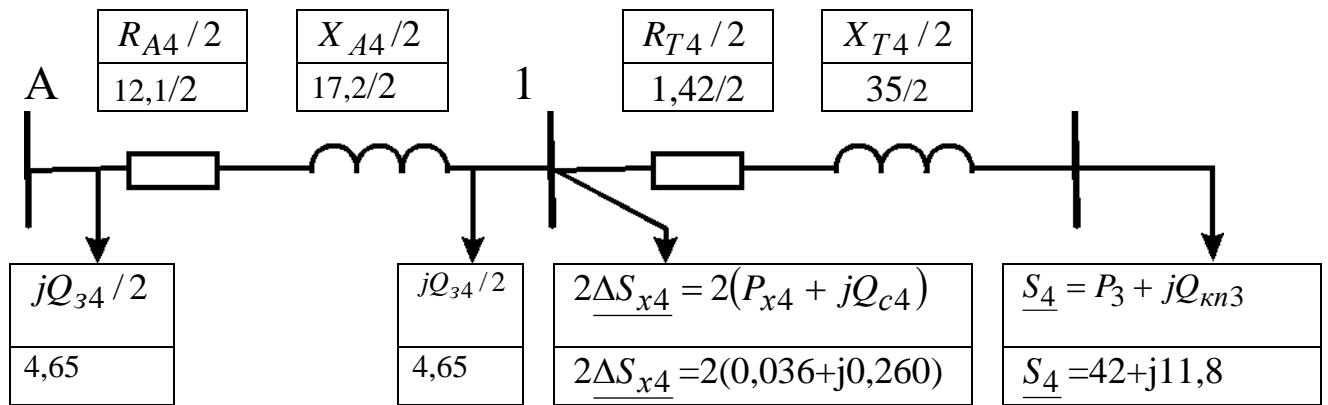 R_A4 / 2
X_A4 / 2
R_T4 / 2
X_T4 / 2
A
12,1/2
17,2/2
1
1,42/2
35/2
jQ_з4 / 2
jQ_з4 / 2
2ΔS_x4 = 2(P_x4 + jQ_c4)
S_4 = P_3 + jQ_кп3
4,65
4,65
2ΔS_x4 =2(0,036+j0,260)
S_4 =42+j11,8